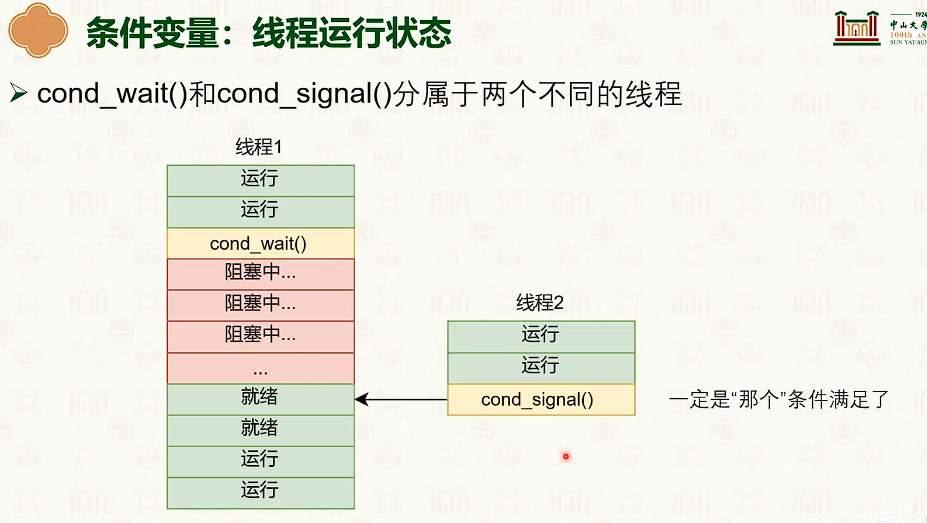 条件变量：线程运行状态
1924
中山大学
100th AN
SUN YAT-SEN
cond_wait()和cond_signal()分属于两个不同的线程
线程1
运行
运行
cond_wait()
阻塞中...
阻塞中...
阻塞中...
...
就绪
就绪
运行
运行
线程2
运行
运行
cond_signal()
一定是“那个”条件满足了